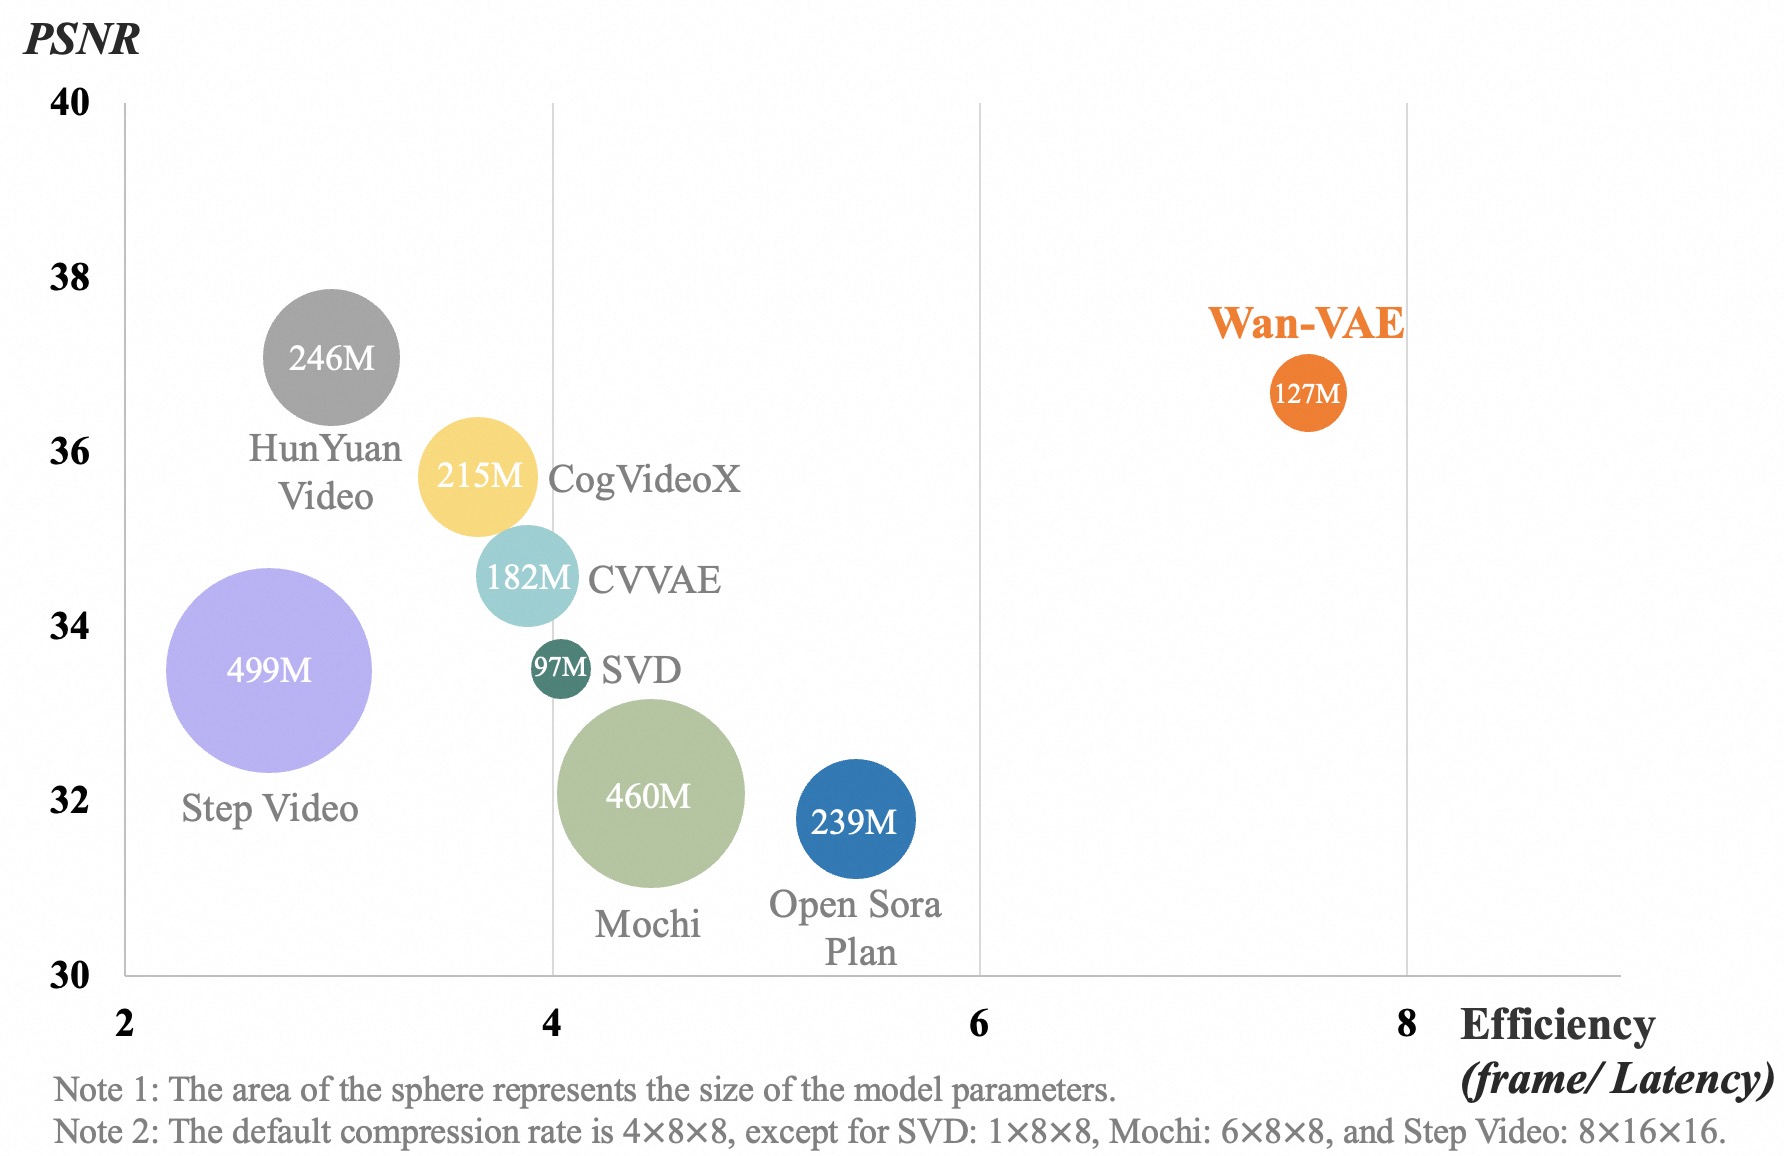 PSNR
40
38
36
34
32
30
Wan-VAE
127M
246M
HunYuan
Video
215M
CogVideoX
182M
CVVAE
97M
SVD
499M
Step Video
460M
Mochi
239M
Open Sora
Plan
2
4
6
8
Efficiency
(frame/ Latency)
Note 1: The area of the sphere represents the size of the model parameters.
Note 2: The default compression rate is 4×8×8, except for SVD: 1×8×8, Mochi: 6×8×8, and Step Video: 8×16×16.